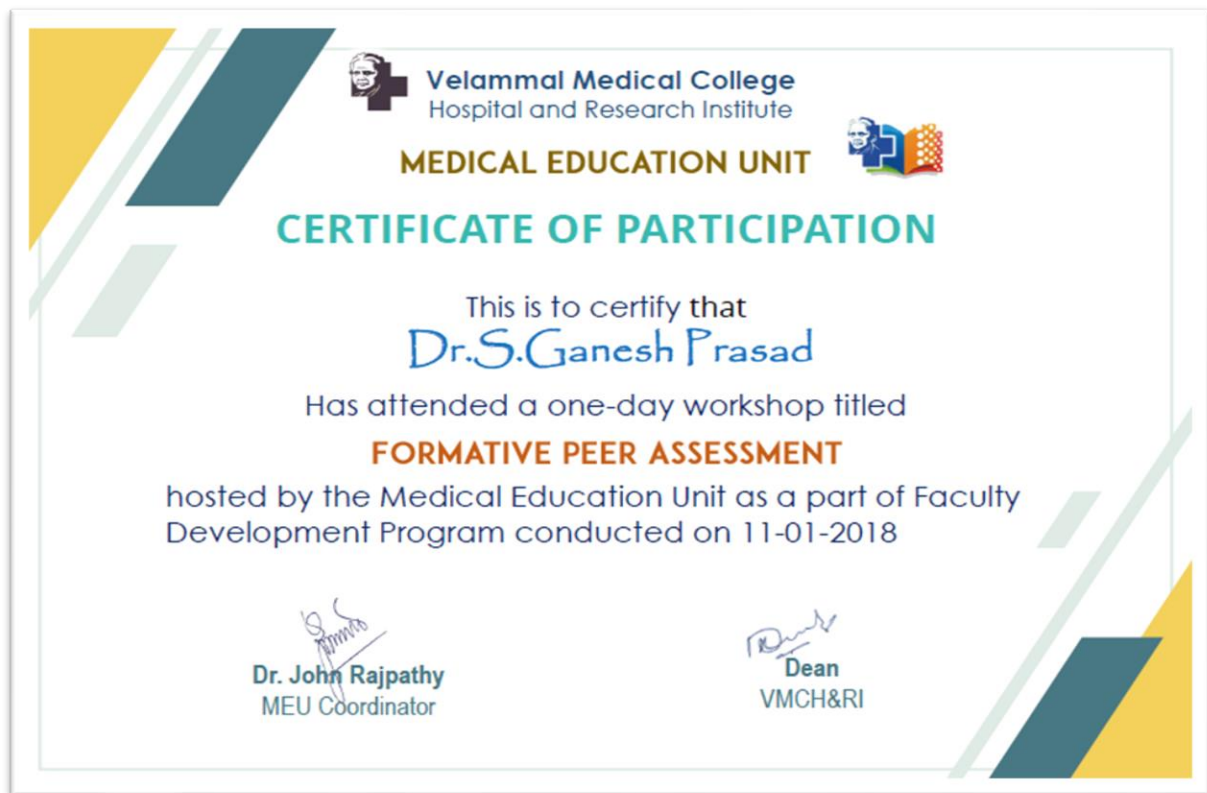 Velammal Medical College
Hospital and Research Institute
MEDICAL EDUCATION UNIT
CERTIFICATE OF PARTICIPATION
This is to certify that
Dr.S.Ganesh Prasad
Has attended a one-day workshop titled
FORMATIVE PEER ASSESSMENT
hosted by the Medical Education Unit as a part of Faculty
Development Program conducted on 11-01-2018
Dr. John Rajpathy
MEU Coordinator
Dean
VMCH&RI